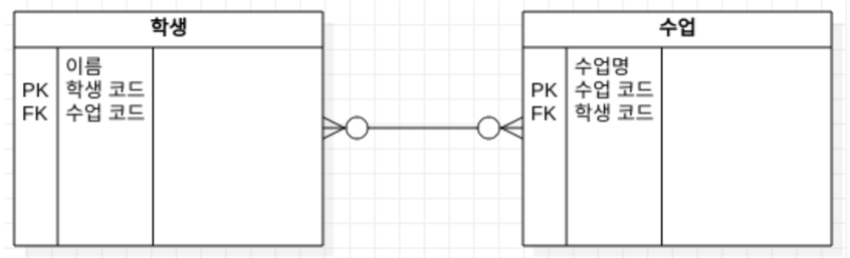 학생
이름
PK 학생 코드
FK 수업 코드
수업
수업명
PK 수업 코드
FK 학생 코드